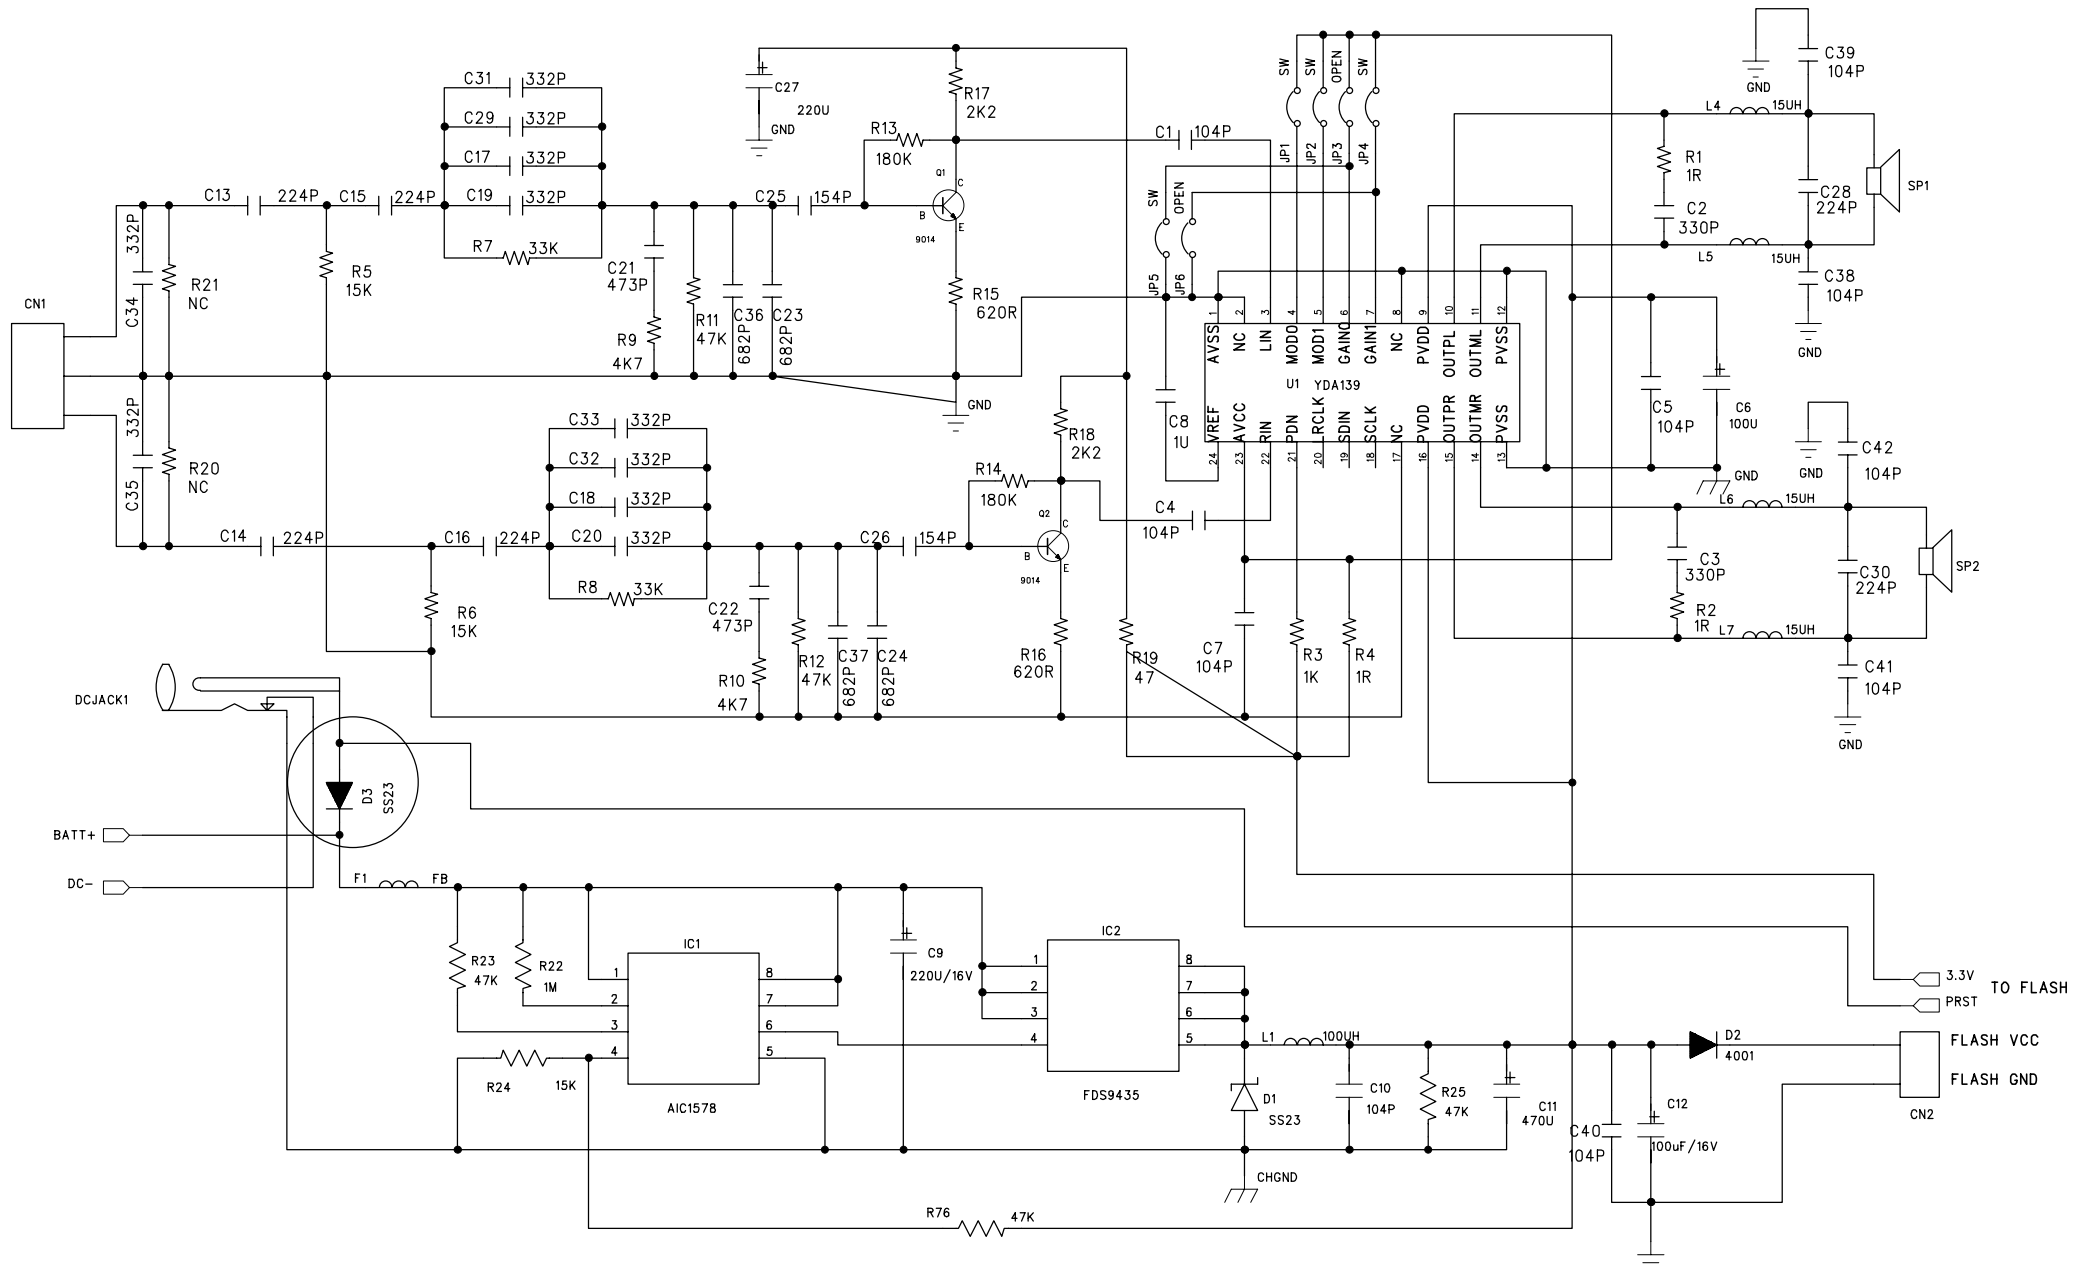 C39
104P
GND
C31 332P
C29 332P
C17 332P
C19 332P
R7 33K
C27
220U
GND
R17
2K2
R13
180K
C1 104P
SW
SW
OPEN
SW
JP1
JP2
JP3
JP4
L4 15UH
R1
1R
C2
330P
C28
224P
SP1
L5 15UH
C38
104P
GND
C13 224P
C15 224P
332P
C34
R21
NC
R5
15K
CN1
C21
473P
R9
4K7
R11
47K
C36
682P
C23
682P
C25 154P
Q1
C
B
E
9014
R15
620R
GND
SW
OPEN
JP5
JP6
1 2 3 4 5 6 7 8 9 10 11 12
AVSS
NC
LIN
MOD0
MOD1
GAIN0
GAIN1
NC
PVDD
OUTPL
OUTML
PVSS
U1 YDA139
VREF
AVCC
RIN
PDN
LRCLK
SDIN
SCLK
NC
PVDD
OUTPR
OUTMR
PVSS
24 23 22 21 20 19 18 17 16 15 14 13
C8
1U
C5
104P
C6
100U
GND
GND
C42
104P
332P
C35
R20
NC
C33 332P
C32 332P
C18 332P
C20 332P
R8 33K
C14 224P
C16 224P
R6
15K
C22
473P
R10
4K7
R12
47K
C37
682P
C24
682P
C26 154P
R14
180K
R18
2K2
Q2
C
B
E
9014
R16
620R
C4
104P
R19
47
C7
104P
R3
1K
R4
1R
L6 15UH
C3
330P
R2
1R
C30
224P
SP2
L7 15UH
C41
104P
GND
DCJACK1
D3
SS23
BATT+
DC-
F1 FB
R23
47K
R22
1M
IC1
1
2
3
4
8
7
6
5
AIC1578
R24 15K
C9
220U/16V
IC2
1
2
3
4
8
7
6
5
FDS9435
L1 100UH
D1
SS23
C10
104P
R25
47K
C11
470U
C40
104P
C12
100uF/16V
D2
4001
3.3V
PRST
TO FLASH
FLASH VCC
FLASH GND
CN2
CHGND
R76 47K